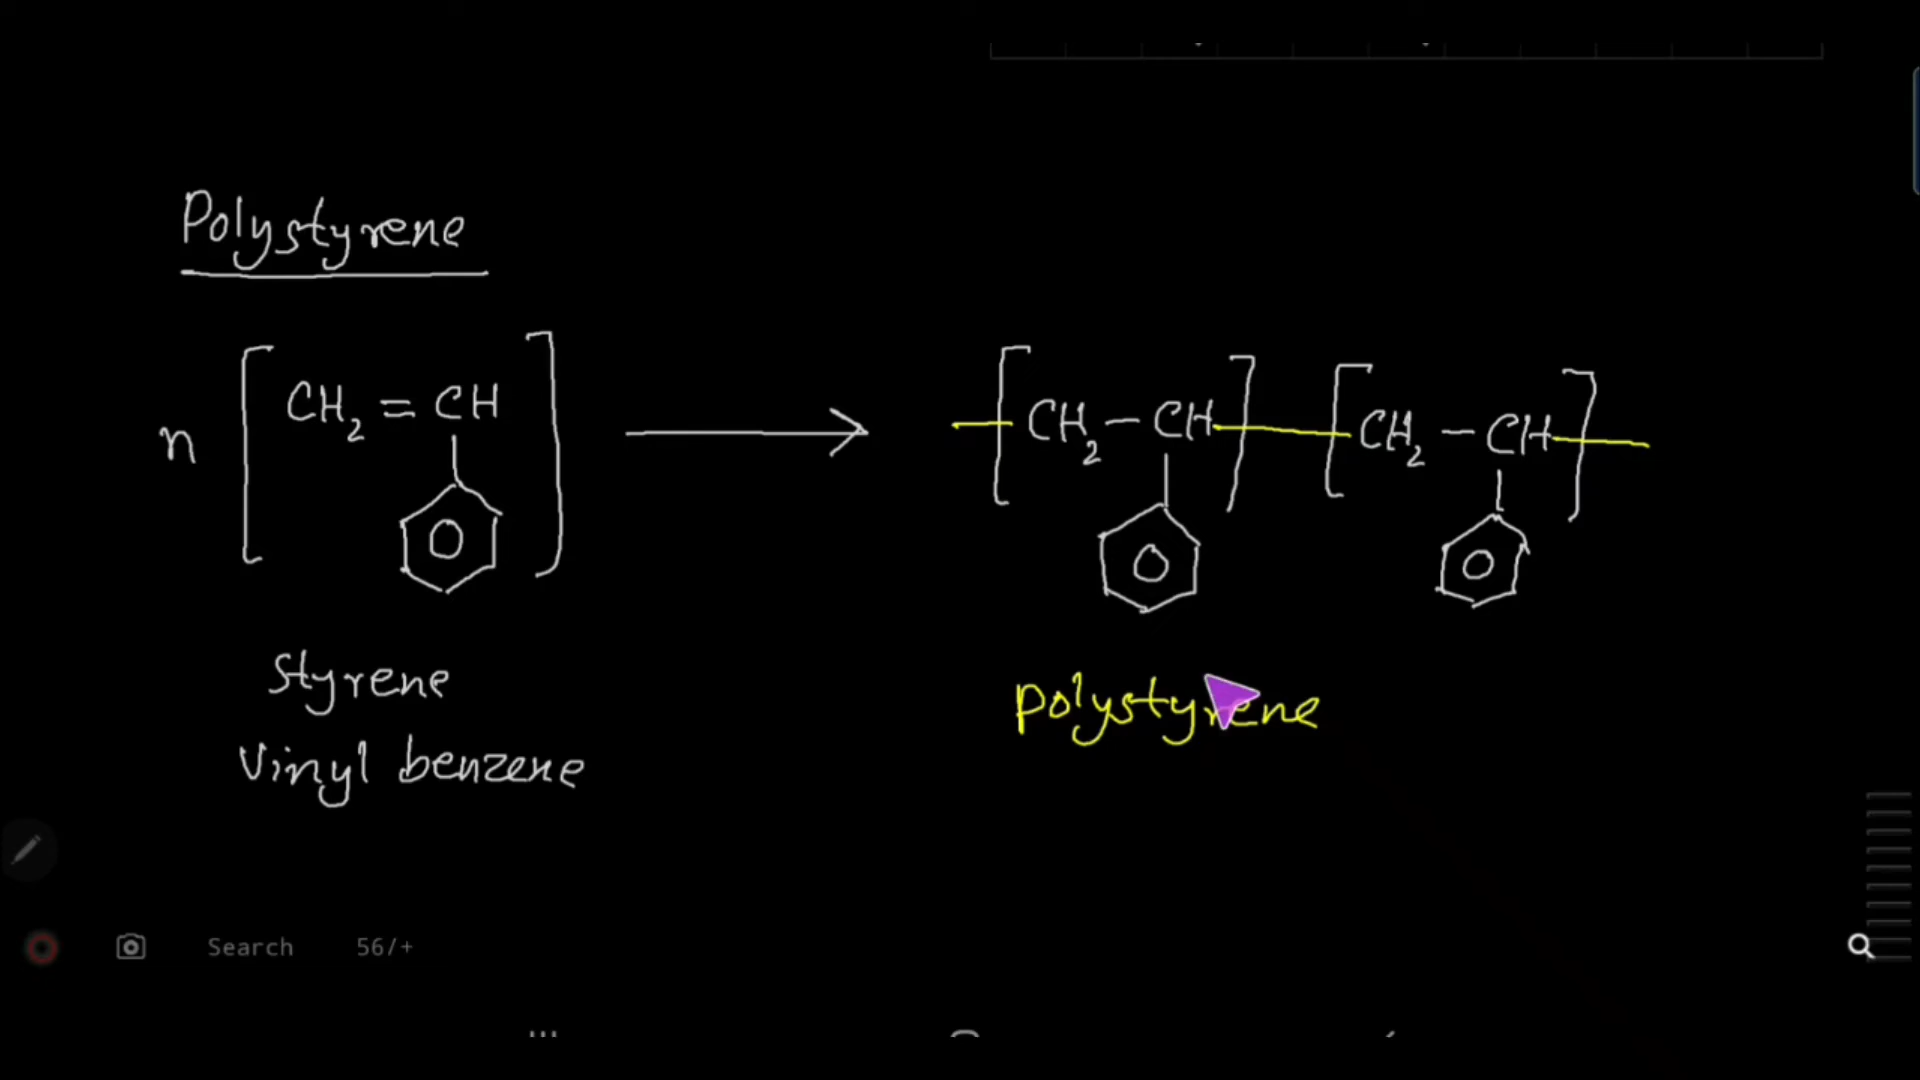 Polystyrene
n [ CH₂ = CH ] → [ CH₂ – CH ] – [ CH₂ – CH ]
Styrene
Vinyl benzene
polystyrene
Search 56/+